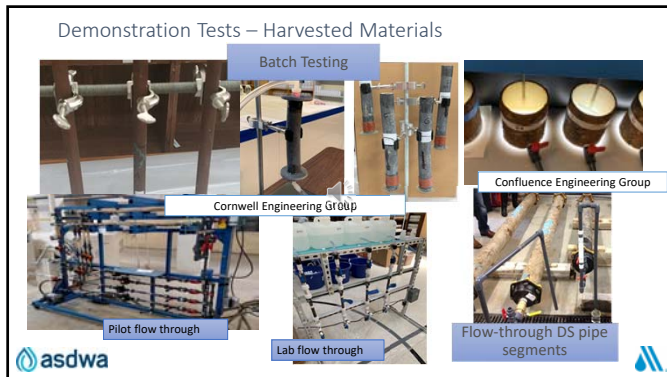 Demonstration Tests – Harvested Materials
Batch Testing
Cornwell Engineering Group
Confluence Engineering Group
Pilot flow through
Lab flow through
Flow-through DS pipe
segments
asdwa